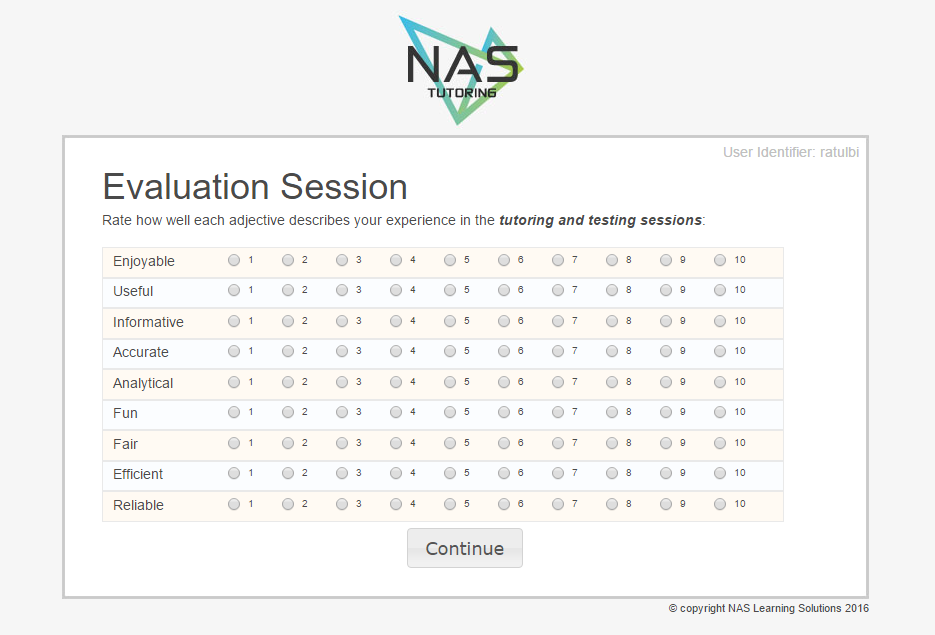 NAS
TUTORING
User Identifier: ratulbi
Evaluation Session
Rate how well each adjective describes your experience in the tutoring and testing sessions:
Enjoyable 1 2 3 4 5 6 7 8 9 10
Useful 1 2 3 4 5 6 7 8 9 10
Informative 1 2 3 4 5 6 7 8 9 10
Accurate 1 2 3 4 5 6 7 8 9 10
Analytical 1 2 3 4 5 6 7 8 9 10
Fun 1 2 3 4 5 6 7 8 9 10
Fair 1 2 3 4 5 6 7 8 9 10
Efficient 1 2 3 4 5 6 7 8 9 10
Reliable 1 2 3 4 5 6 7 8 9 10
Continue
© copyright NAS Learning Solutions 2016